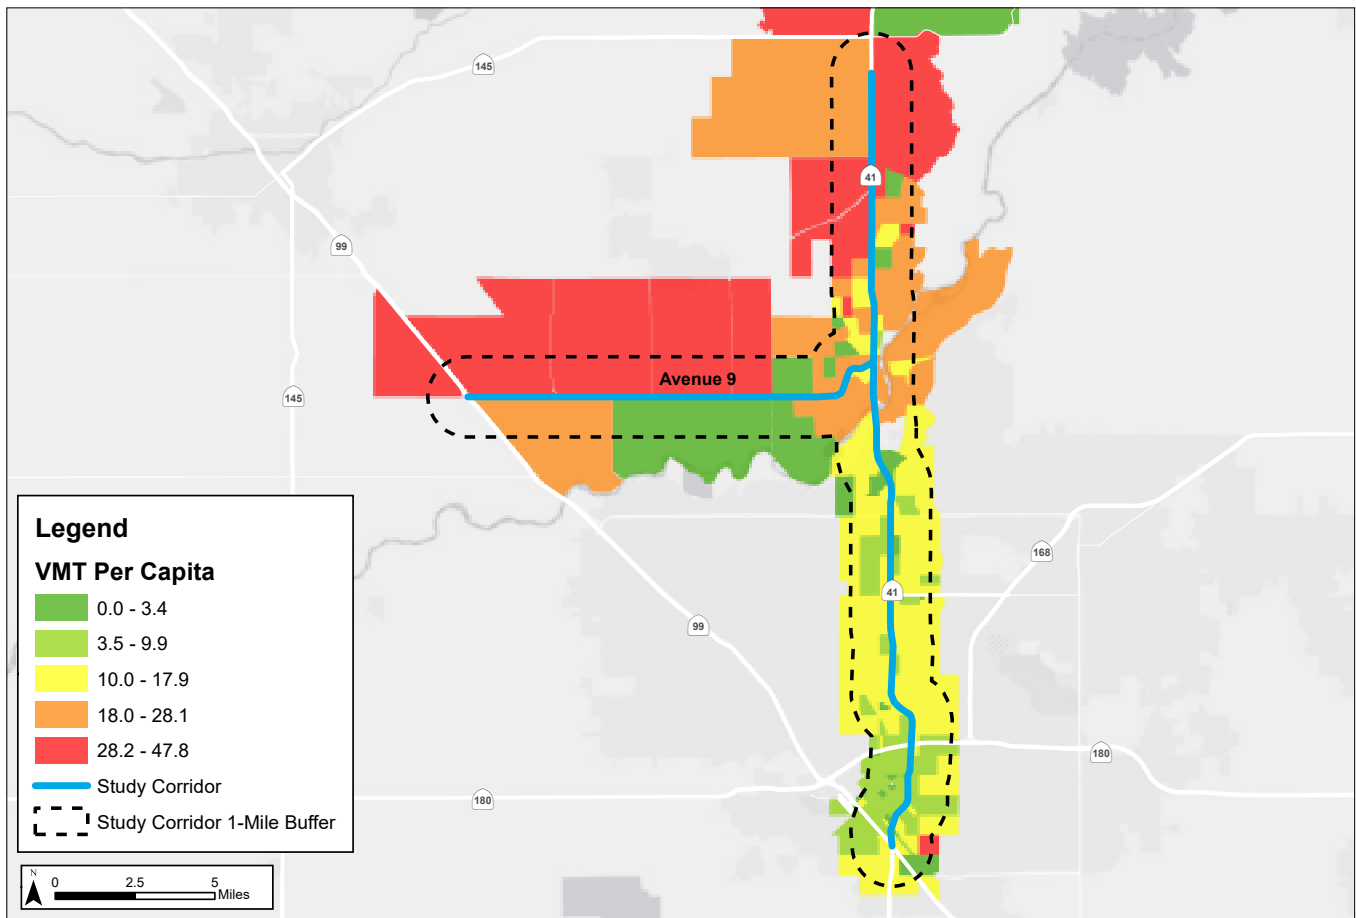 145
41
99
Avenue 9
145
168
41
99
180
180
Legend
VMT Per Capita
0.0 - 3.4
3.5 - 9.9
10.0 - 17.9
18.0 - 28.1
28.2 - 47.8
Study Corridor
Study Corridor 1-Mile Buffer
N
0 2.5 5
Miles